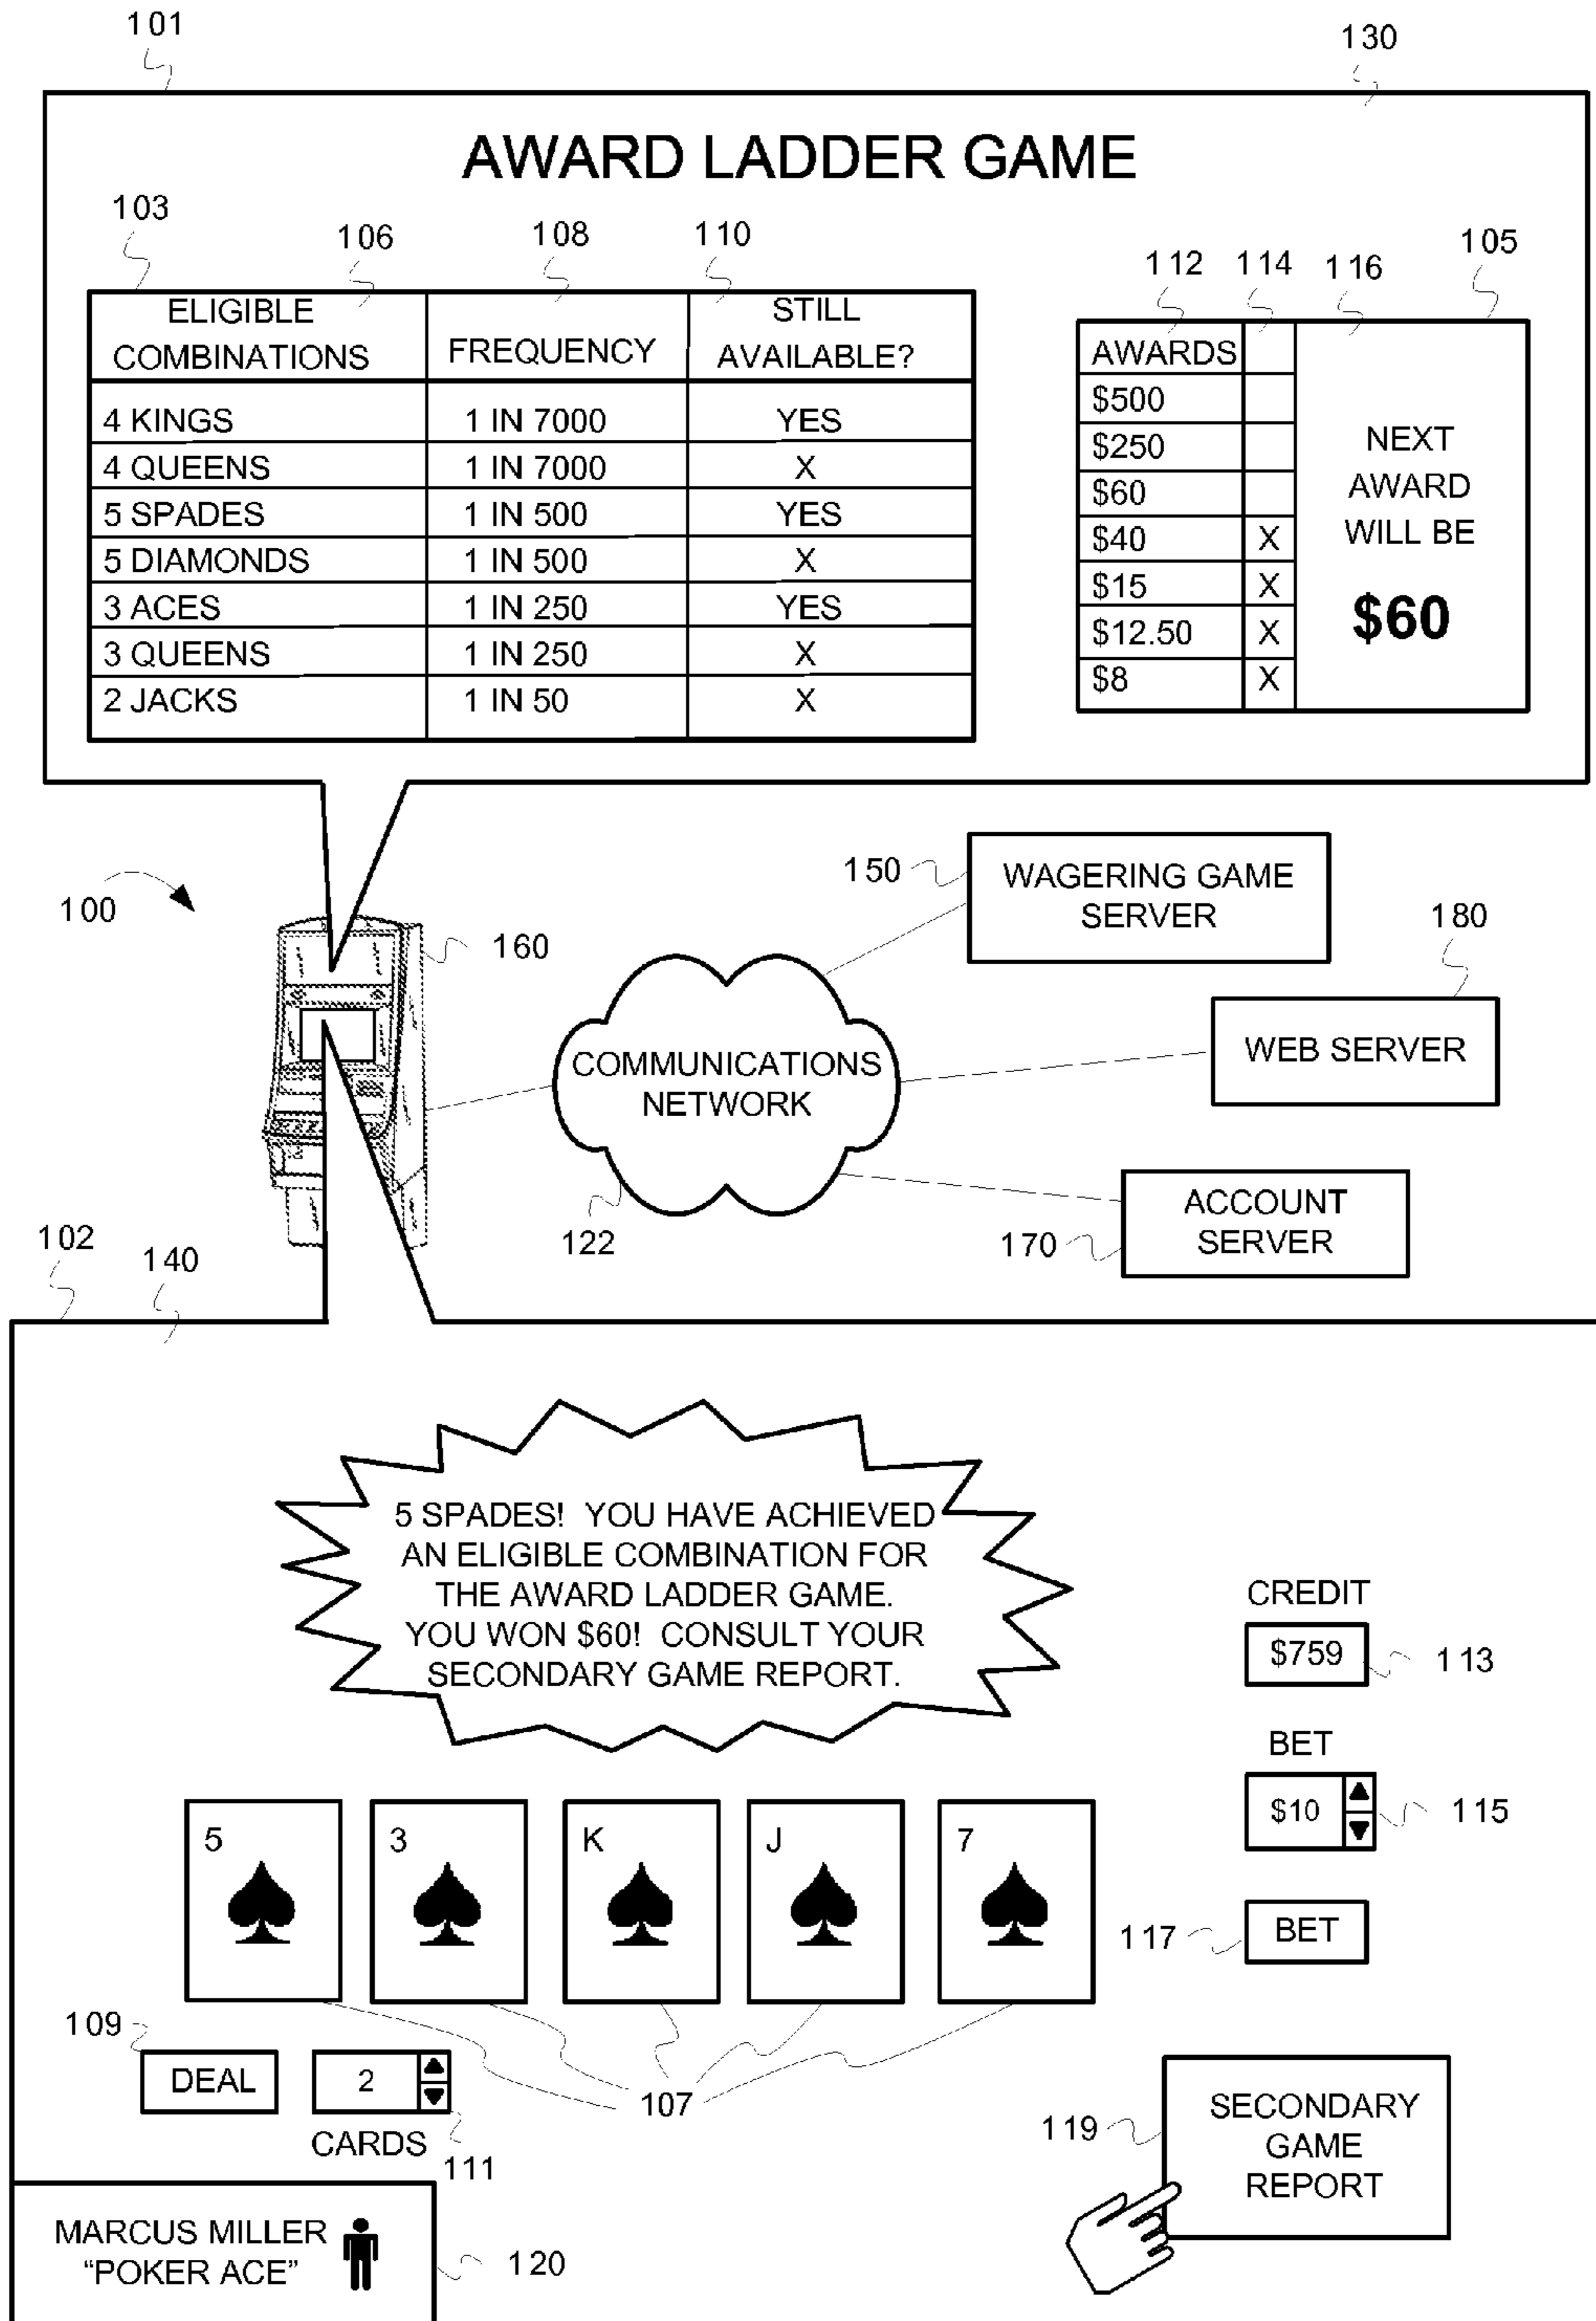 101
130
AWARD LADDER GAME
103
106
108
110
112
114
116
105
ELIGIBLE COMBINATIONS FREQUENCY STILL AVAILABLE?
4 KINGS 1 IN 7000 YES
4 QUEENS 1 IN 7000 X
5 SPADES 1 IN 500 YES
5 DIAMONDS 1 IN 500 X
3 ACES 1 IN 250 YES
3 QUEENS 1 IN 250 X
2 JACKS 1 IN 50 X
AWARDS
$500
$250
$60
$40 X
$15 X
$12.50 X
$8 X
NEXT
AWARD
WILL BE
$60
100
160
150
WAGERING GAME
SERVER
180
WEB SERVER
COMMUNICATIONS
NETWORK
122
170
ACCOUNT
SERVER
102
140
5 SPADES! YOU HAVE ACHIEVED
AN ELIGIBLE COMBINATION FOR
THE AWARD LADDER GAME.
YOU WON $60! CONSULT YOUR
SECONDARY GAME REPORT.
CREDIT
$759
113
BET
$10
115
5 3 K J 7
117
BET
109
DEAL
2
CARDS
111
107
119
SECONDARY
GAME
REPORT
MARCUS MILLER
“POKER ACE”
120